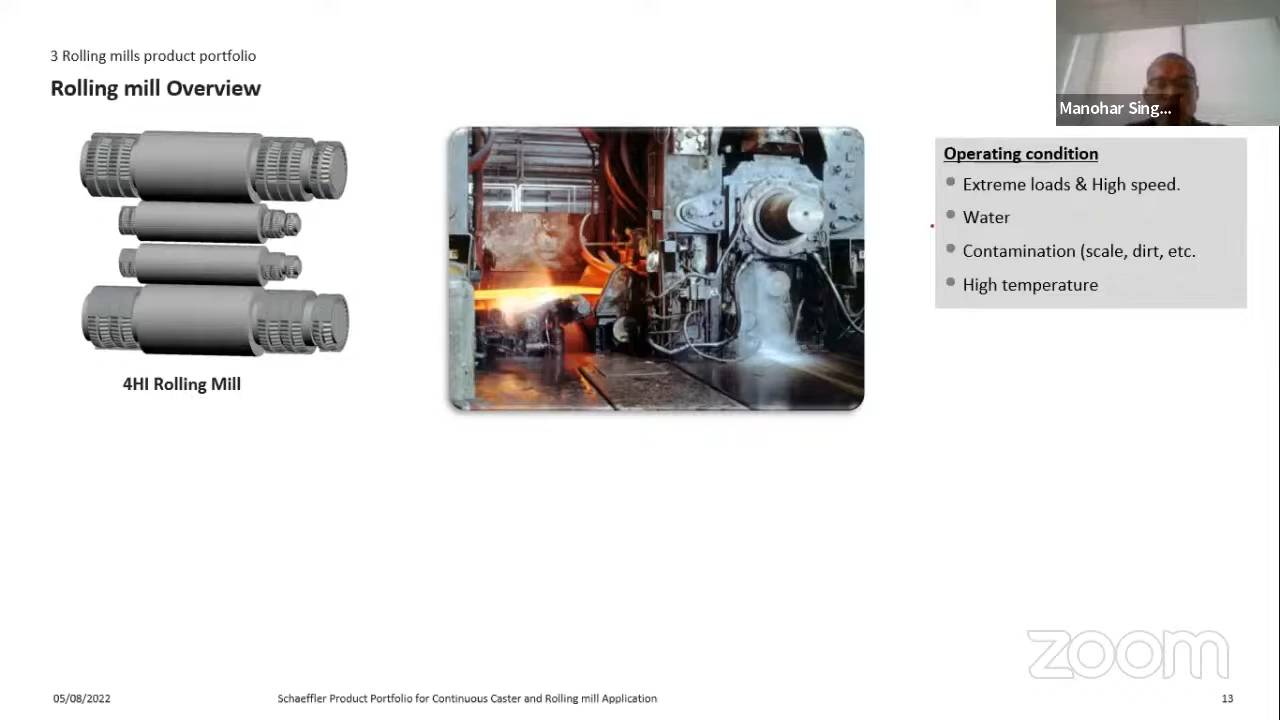 3 Rolling mills product portfolio
Rolling mill Overview
Manohar Sing...
Operating condition
Extreme loads & High speed.
Water
Contamination (scale, dirt, etc.
High temperature
4HI Rolling Mill
zoom
05/08/2022
Schaeffler Product Portfolio for Continuous Caster and Rolling mill Application
13